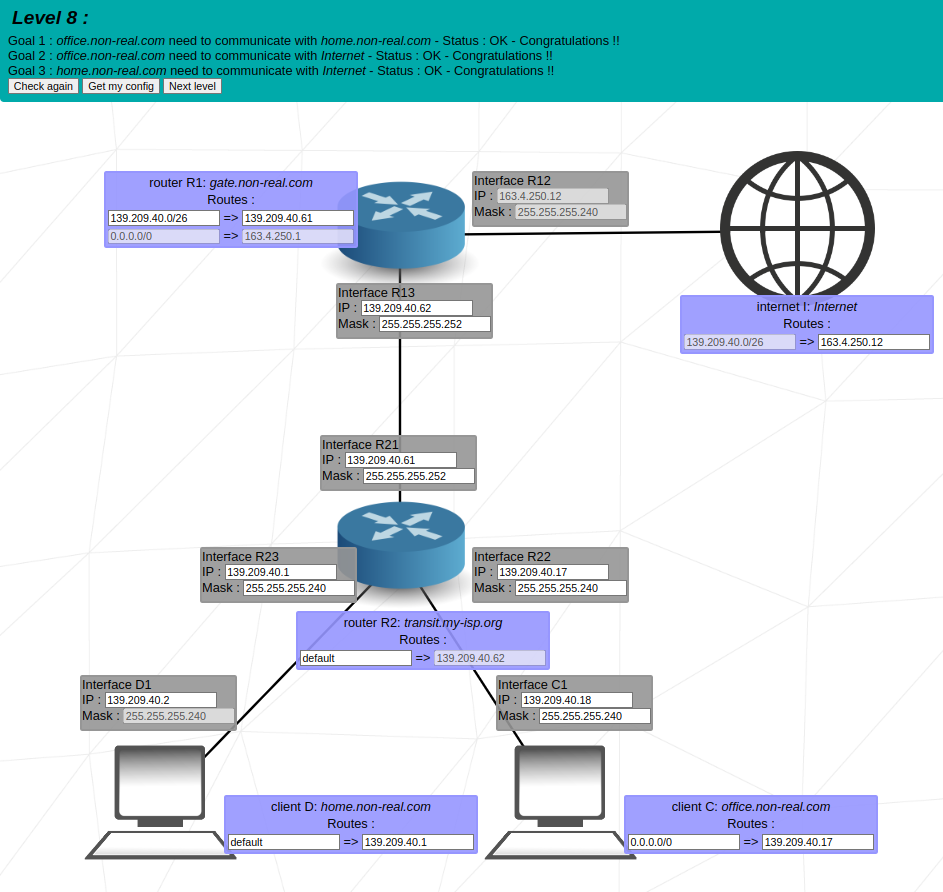 Level 8 :
Goal 1 : office.non-real.com need to communicate with home.non-real.com - Status : OK - Congratulations !!
Goal 2 : office.non-real.com need to communicate with Internet - Status : OK - Congratulations !!
Goal 3 : home.non-real.com need to communicate with Internet - Status : OK - Congratulations !!
Check again Get my config Next level
router R1: gate.non-real.com
Routes :
139.209.40.0/26 => 139.209.40.61
0.0.0.0/0 => 163.4.250.1
Interface R12
IP : 163.4.250.12
Mask : 255.255.255.240
Interface R13
IP : 139.209.40.62
Mask : 255.255.255.252
internet I: Internet
Routes :
139.209.40.0/26 => 163.4.250.12
Interface R21
IP : 139.209.40.61
Mask : 255.255.255.252
Interface R23
IP : 139.209.40.1
Mask : 255.255.255.240
Interface R22
IP : 139.209.40.17
Mask : 255.255.255.240
router R2: transit.my-isp.org
Routes :
default => 139.209.40.62
Interface D1
IP : 139.209.40.2
Mask : 255.255.255.240
Interface C1
IP : 139.209.40.18
Mask : 255.255.255.240
client D: home.non-real.com
Routes :
default => 139.209.40.1
client C: office.non-real.com
Routes :
0.0.0.0/0 => 139.209.40.17